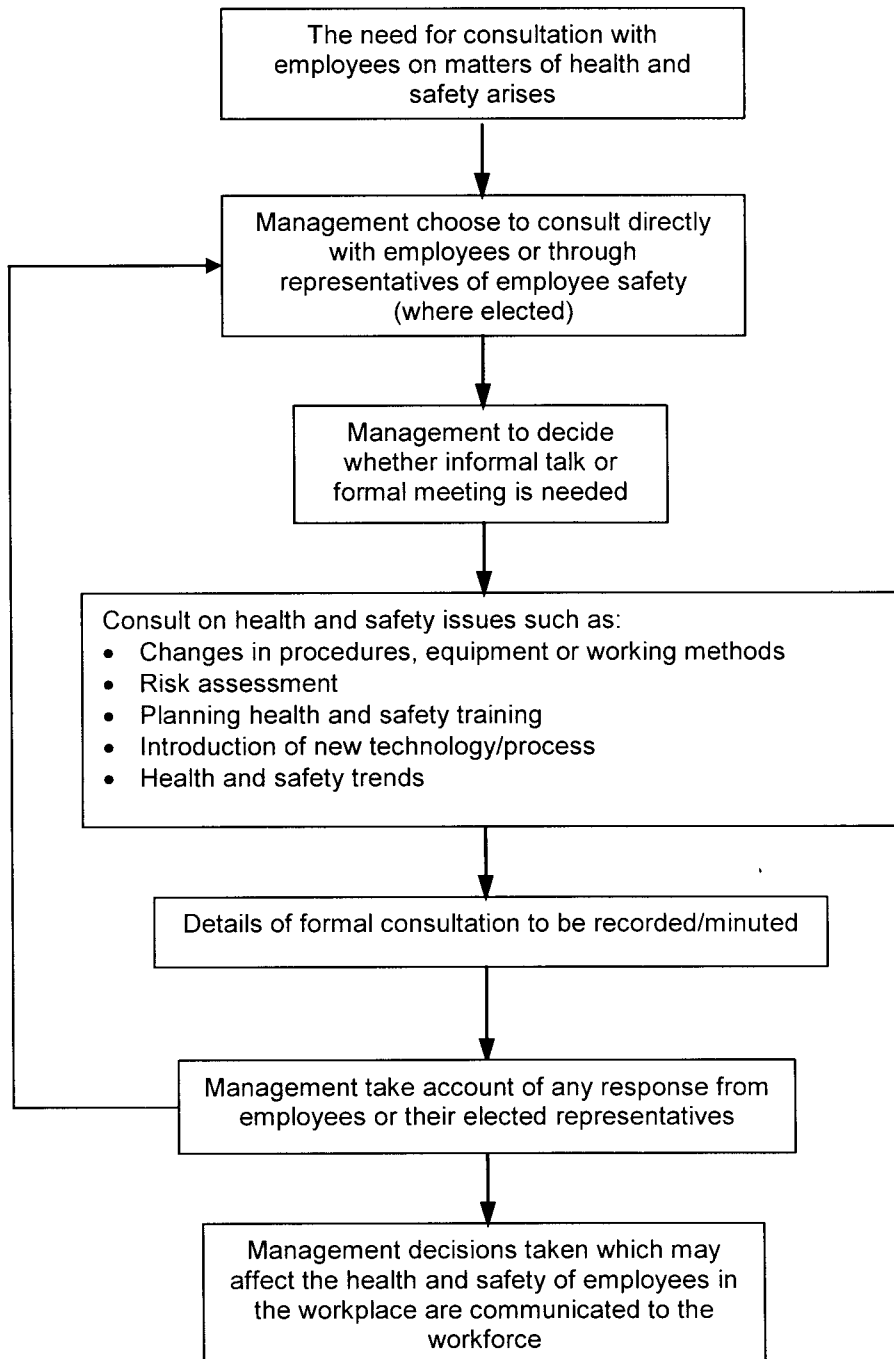 The need for consultation with
employees on matters of health and
safety arises
Management choose to consult directly
with employees or through
representatives of employee safety
(where elected)
Management to decide
whether informal talk or
formal meeting is needed
Consult on health and safety issues such as:
• Changes in procedures, equipment or working methods
• Risk assessment
• Planning health and safety training
• Introduction of new technology/process
• Health and safety trends
Details of formal consultation to be recorded/minuted
Management take account of any response from
employees or their elected representatives
Management decisions taken which may
affect the health and safety of employees in
the workplace are communicated to the
workforce